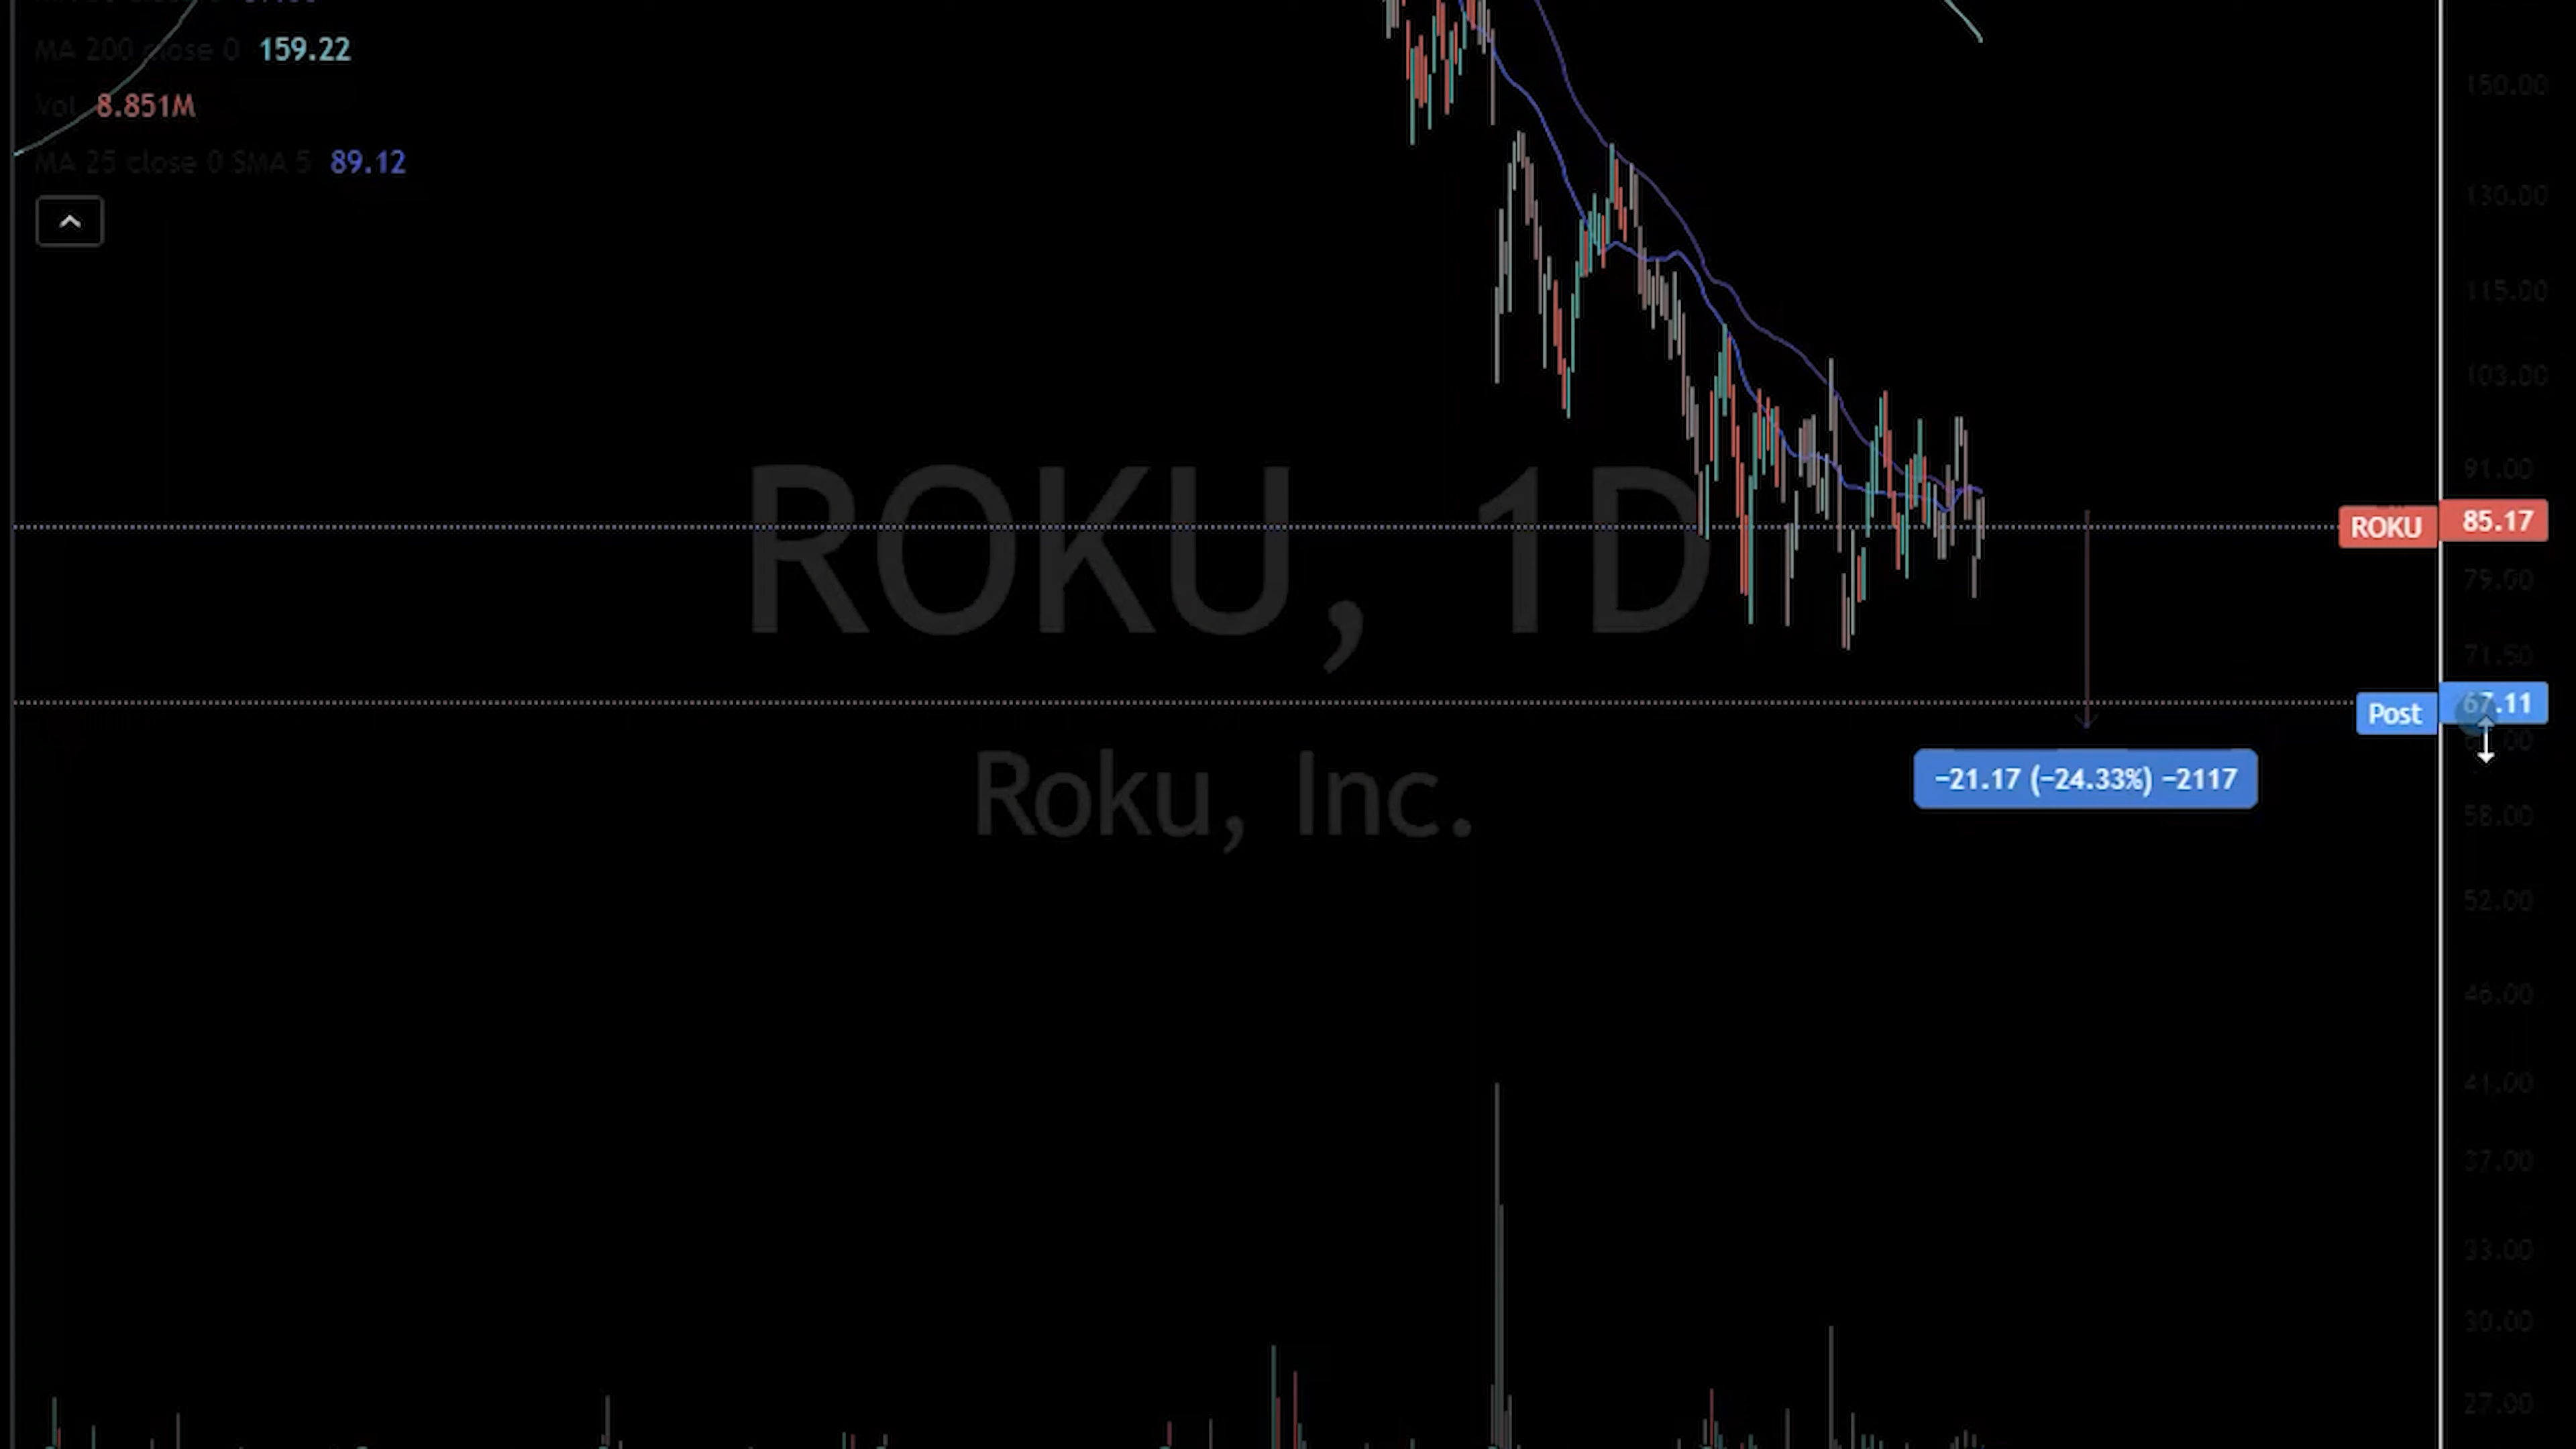 MA 200 close 0 159.22
Vol 8.851M
MA 25 close 0 SMA 5 89.12
150.00
130.00
115.00
103.00
91.00
ROKU, 1D
ROKU 85.17
79.00
71.50
Post 67.11
Roku, Inc.
−21.17 (−24.33%) −2117
58.00
52.00
46.00
41.00
37.00
33.00
30.00
27.00